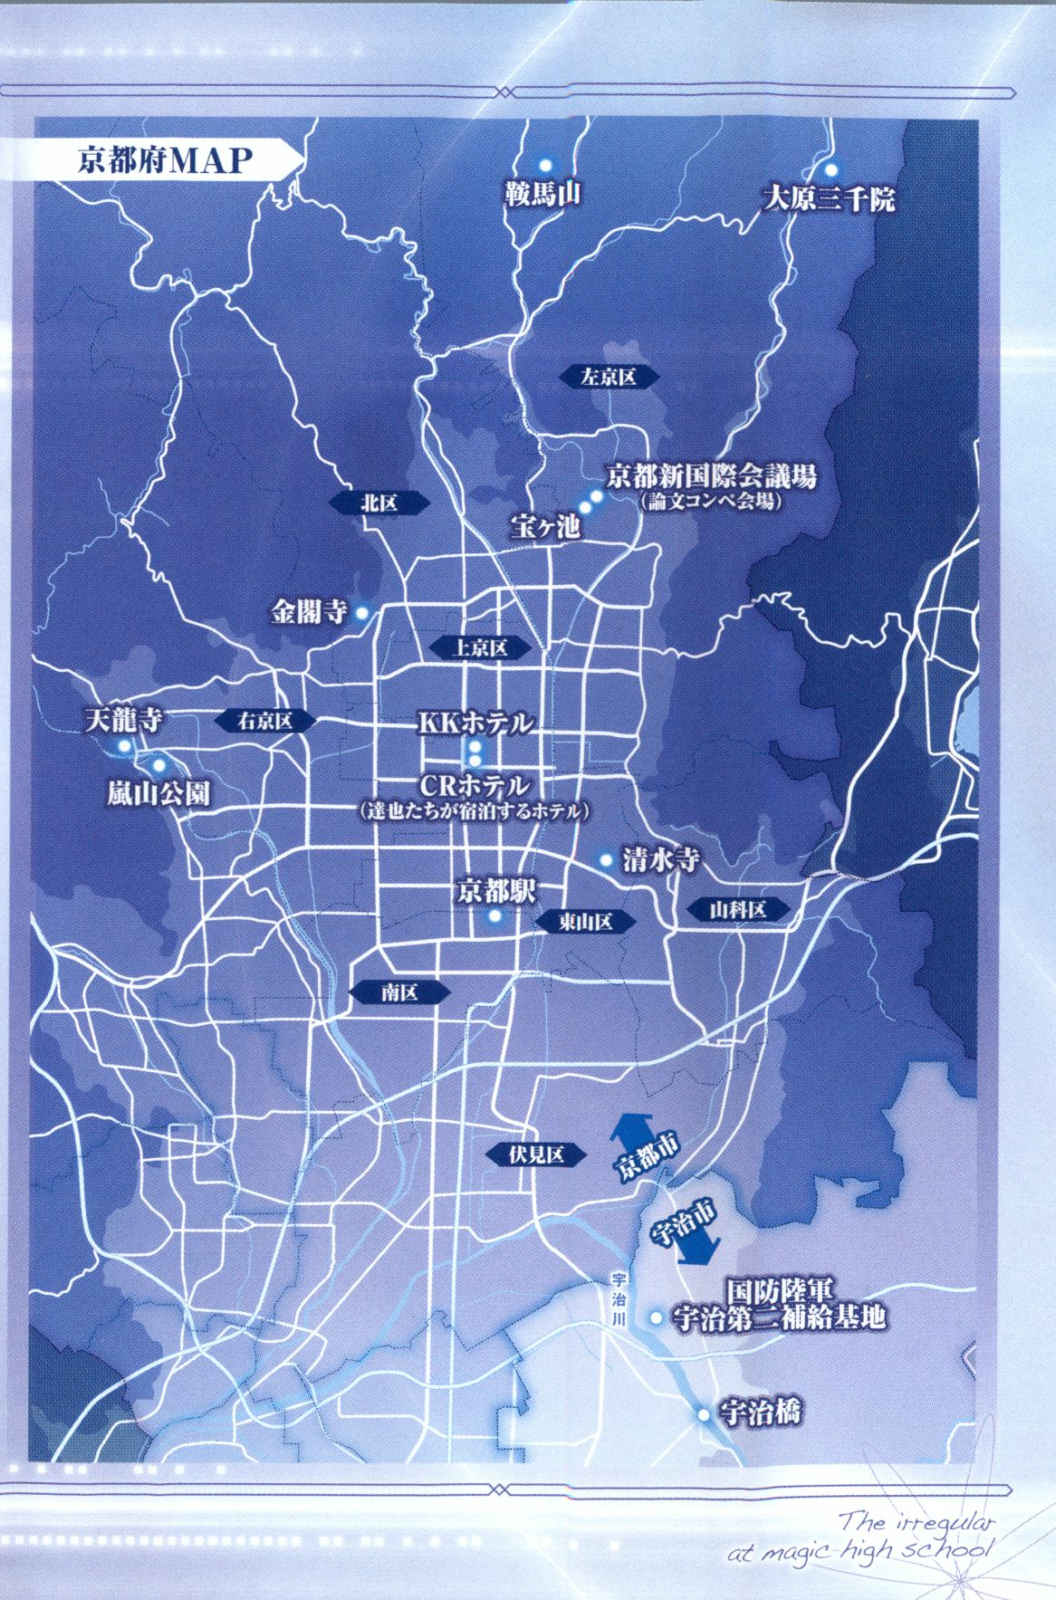 京都府MAP
鞍馬山
大原三千院
左京区
京都新国際会議場
(論文コンペ会場)
北区
宝ヶ池
金閣寺
上京区
天龍寺
右京区
KKホテル
嵐山公園
CRホテル
(達也たちが宿泊するホテル)
清水寺
京都駅
東山区
山科区
南区
伏見区
京都市
宇治市
宇治川
国防陸軍
宇治第二補給基地
宇治橋
The irregular
at magic high school